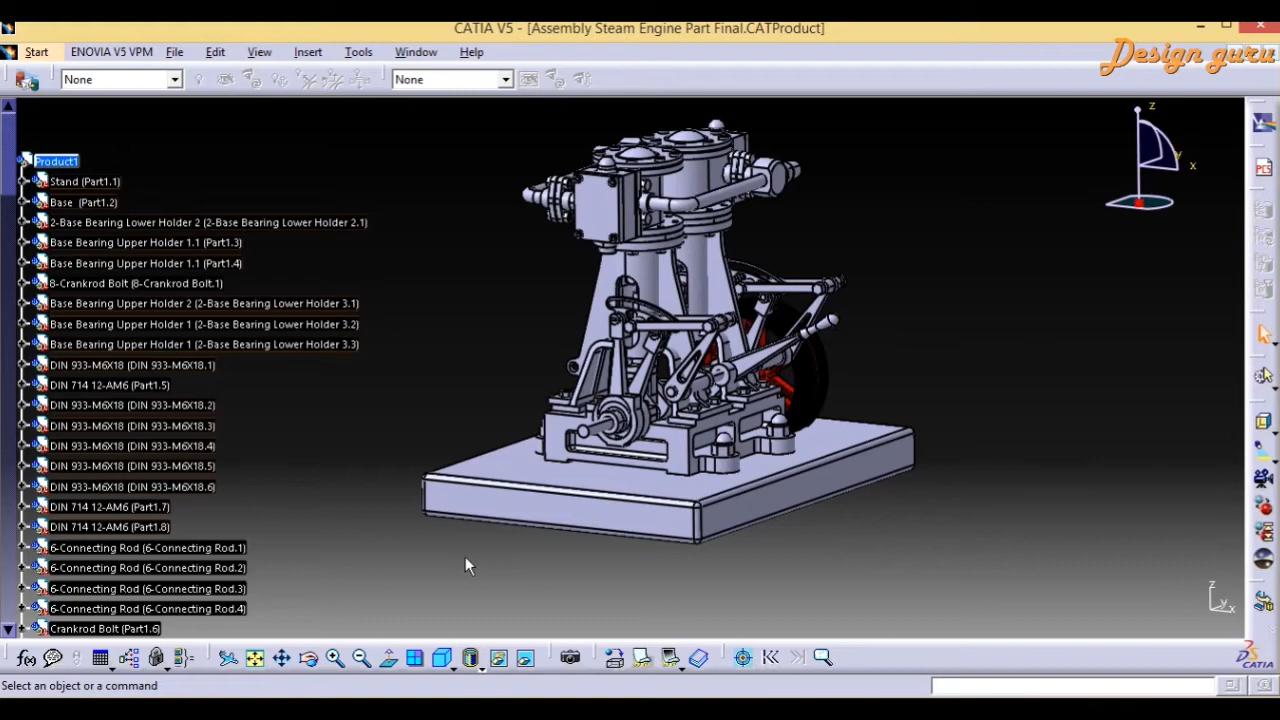 CATIA V5 - [Assembly Steam Engine Part Final.CATProduct]
Start ENOVIA V5 VPM File Edit View Insert Tools Window Help
Design guru
None None
Product1
Stand (Part1.1)
Base (Part1.2)
2-Base Bearing Lower Holder 2 (2-Base Bearing Lower Holder 2.1)
Base Bearing Upper Holder 1.1 (Part1.3)
Base Bearing Upper Holder 1.1 (Part1.4)
8-Crankrod Bolt (8-Crankrod Bolt.1)
Base Bearing Upper Holder 2 (2-Base Bearing Lower Holder 3.1)
Base Bearing Upper Holder 1 (2-Base Bearing Lower Holder 3.2)
Base Bearing Upper Holder 1 (2-Base Bearing Lower Holder 3.3)
DIN 933-M6X18 (DIN 933-M6X18.1)
DIN 714 12-AM6 (Part1.5)
DIN 933-M6X18 (DIN 933-M6X18.2)
DIN 933-M6X18 (DIN 933-M6X18.3)
DIN 933-M6X18 (DIN 933-M6X18.4)
DIN 933-M6X18 (DIN 933-M6X18.5)
DIN 933-M6X18 (DIN 933-M6X18.6)
DIN 714 12-AM6 (Part1.7)
DIN 714 12-AM6 (Part1.8)
6-Connecting Rod (6-Connecting Rod.1)
6-Connecting Rod (6-Connecting Rod.2)
6-Connecting Rod (6-Connecting Rod.3)
6-Connecting Rod (6-Connecting Rod.4)
Crankrod Bolt (Part1.6)
z
y
x
PCS
z
y x
f(x)
CATIA
Select an object or a command